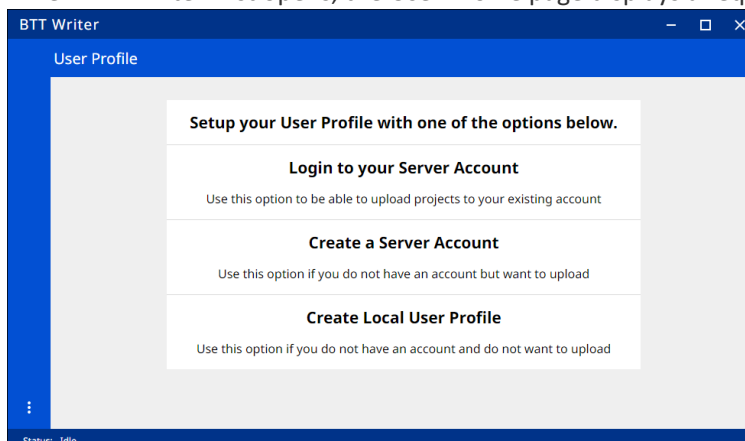 BTT Writer
User Profile
Setup your User Profile with one of the options below.
Login to your Server Account
Use this option to be able to upload projects to your existing account
Create a Server Account
Use this option if you do not have an account but want to upload
Create Local User Profile
Use this option if you do not have an account and do not want to upload
Status: Idle